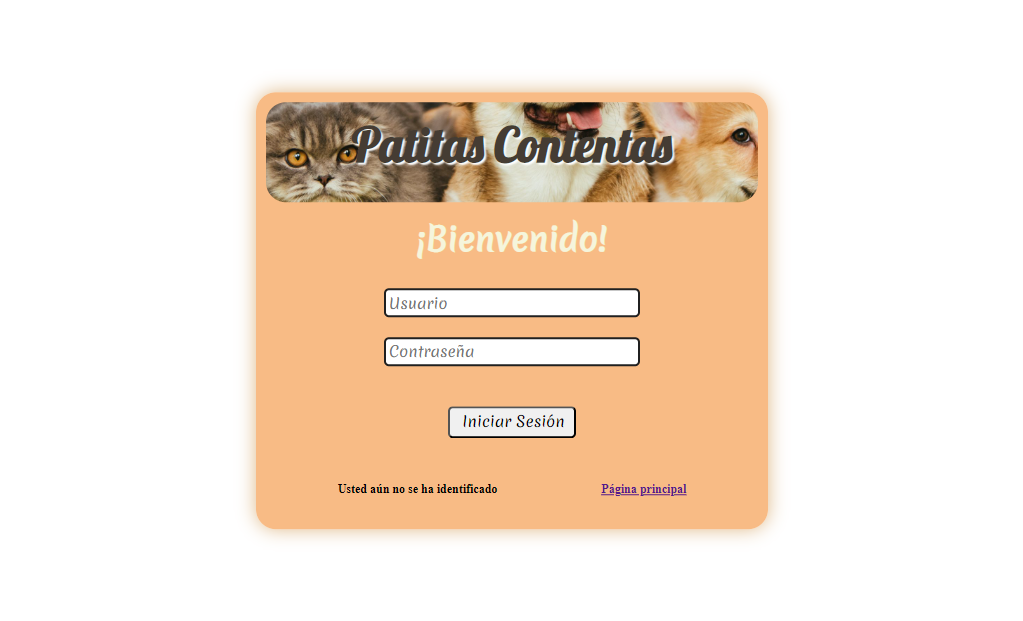 Patitas Contentas
¡Bienvenido!
Usuario
Contraseña
Iniciar Sesión
Usted aún no se ha identificado
Página principal